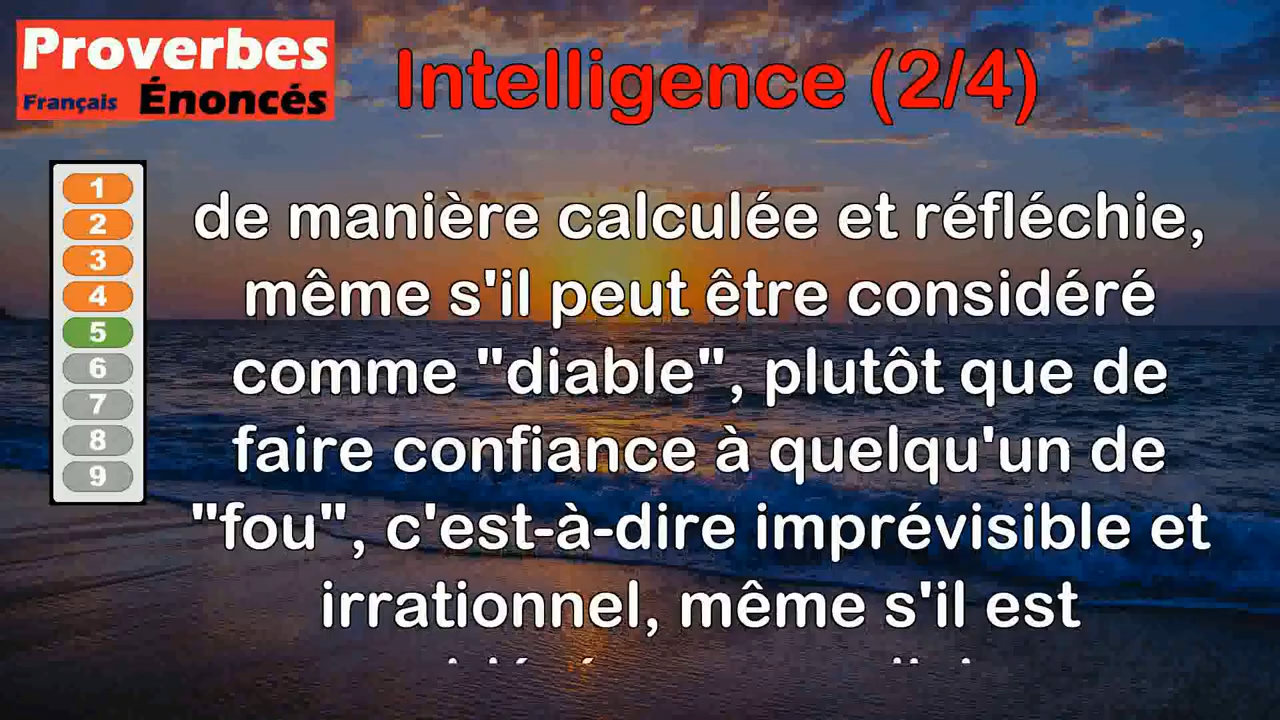 Proverbes
Français Énoncés
Intelligence (2/4)
1
2
3
4
5
6
7
8
9
de manière calculée et réfléchie,
même s'il peut être considéré
comme "diable", plutôt que de
faire confiance à quelqu'un de
"fou", c'est-à-dire imprévisible et
irrationnel, même s'il est